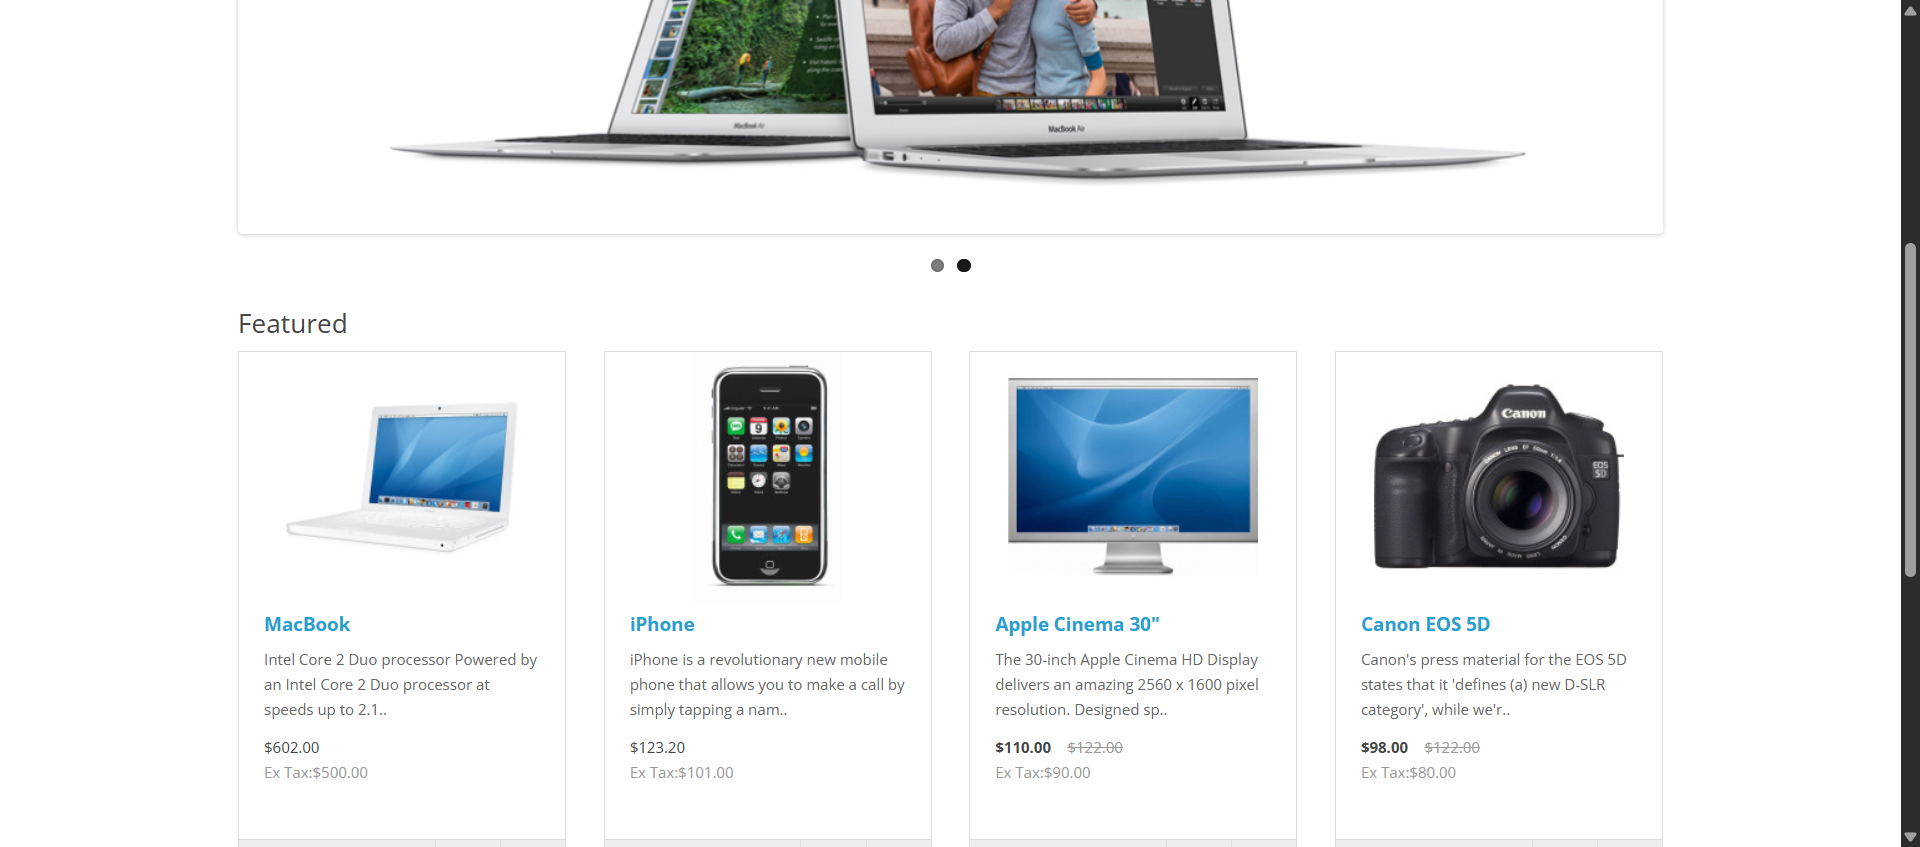 MacBook Air
MacBook Air
Featured
Canon
EOS
5D
MacBook
Intel Core 2 Duo processor Powered by
an Intel Core 2 Duo processor at
speeds up to 2.1..
$602.00
Ex Tax:$500.00
iPhone
iPhone is a revolutionary new mobile
phone that allows you to make a call by
simply tapping a nam..
$123.20
Ex Tax:$101.00
Apple Cinema 30"
The 30-inch Apple Cinema HD Display
delivers an amazing 2560 x 1600 pixel
resolution. Designed sp..
$110.00 $122.00
Ex Tax:$90.00
Canon EOS 5D
Canon's press material for the EOS 5D
states that it 'defines (a) new D-SLR
category', while we'r..
$98.00 $122.00
Ex Tax:$80.00